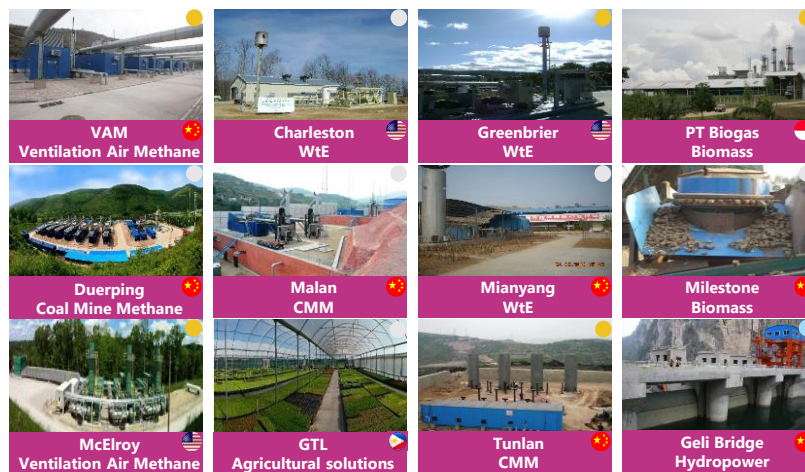 VAM
Ventilation Air Methane
Charleston
WtE
Greenbrier
WtE
PT Biogas
Biomass
Duerping
Coal Mine Methane
Malan
CMM
Mianyang
WtE
Milestone
Biomass
McElroy
Ventilation Air Methane
GTL
Agricultural solutions
Tunlan
CMM
Geli Bridge
Hydropower